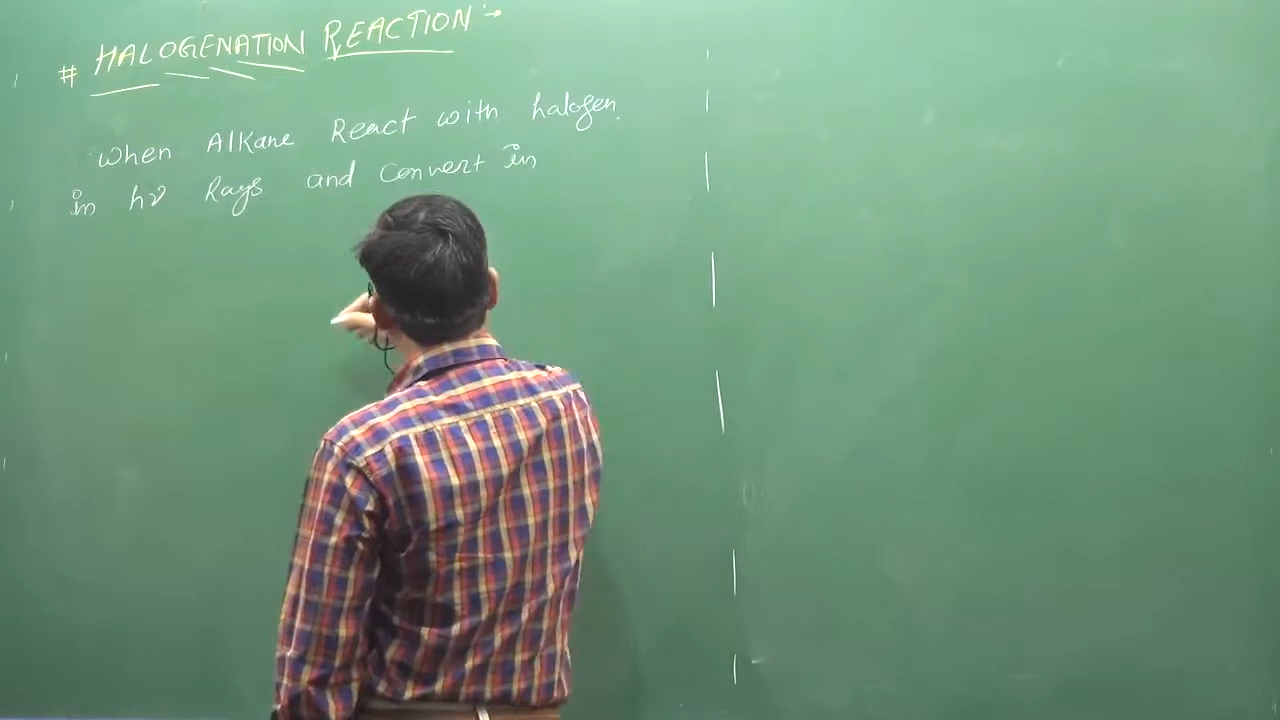 # HALOGENATION REACTION :→
When Alkane React with halogen
in hν Rays and Convert in